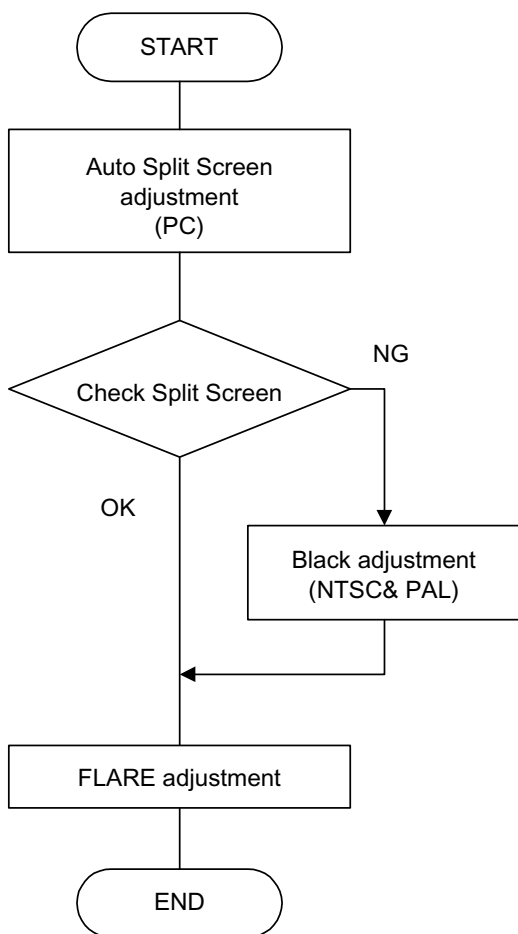 START
Auto Split Screen
adjustment
(PC)
NG
Check Split Screen
OK
Black adjustment
(NTSC& PAL)
FLARE adjustment
END